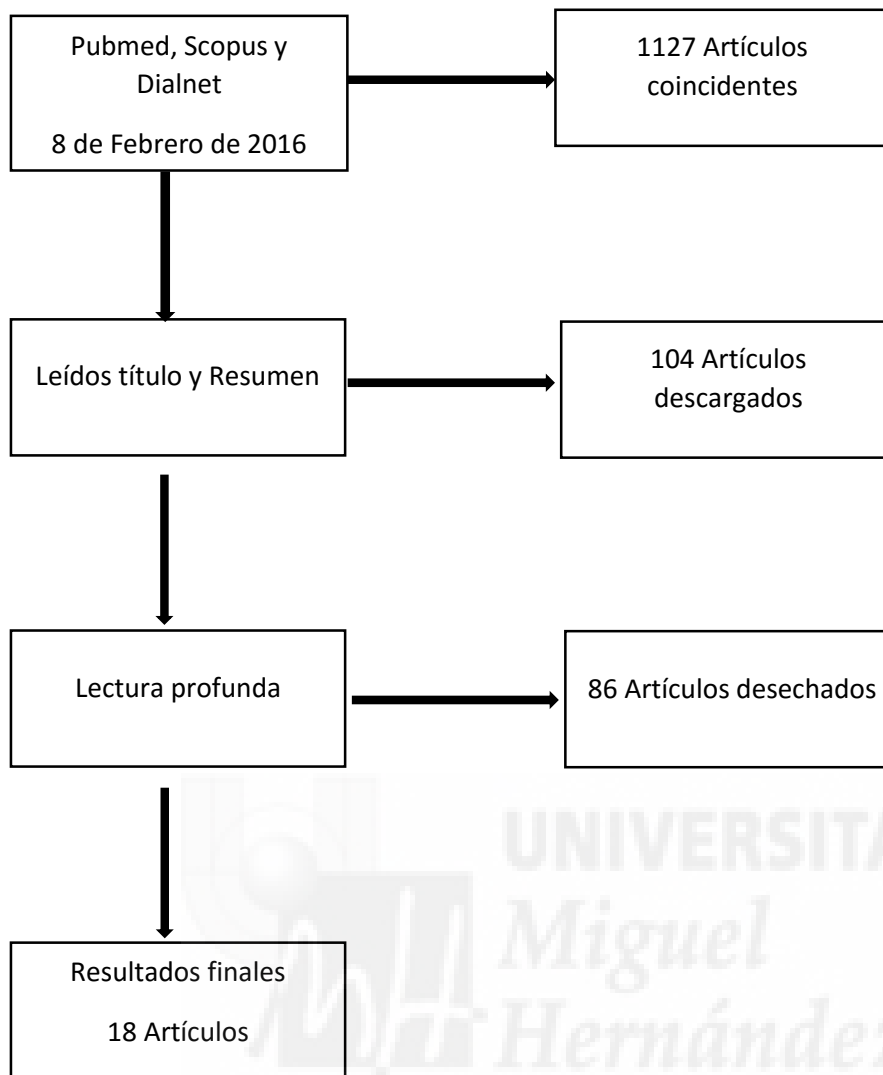 Pubmed, Scopus y
Dialnet
8 de Febrero de 2016
1127 Artículos
coincidentes
Leídos título y Resumen
104 Artículos
descargados
Lectura profunda
86 Artículos desechados
Resultados finales
18 Artículos
UNIVERSITA
Miguel
Hernández